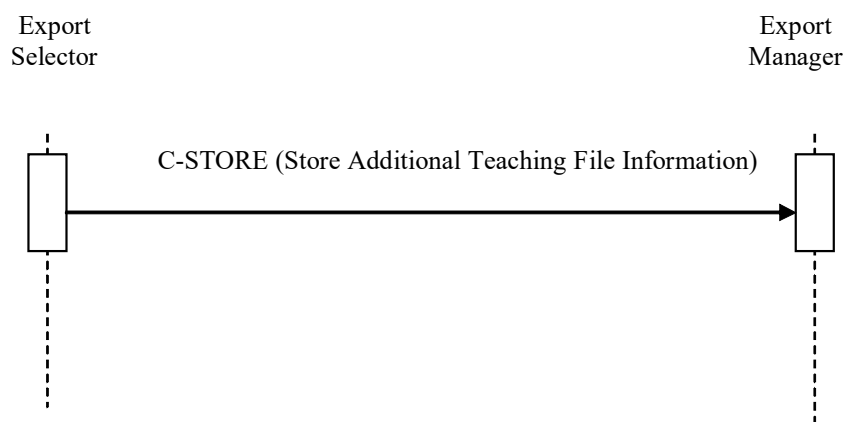 Export
Selector
Export
Manager
C-STORE (Store Additional Teaching File Information)